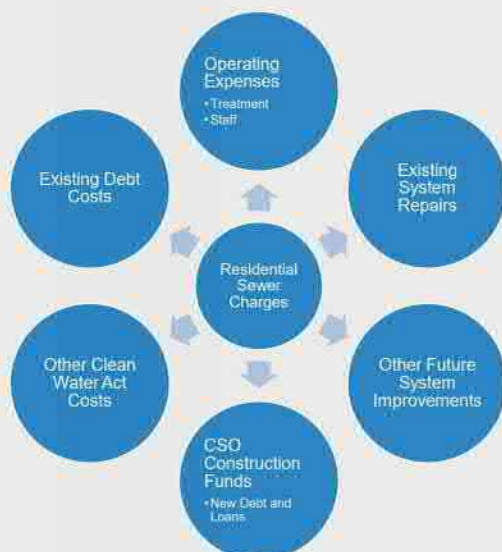 Operating
Expenses
• Treatment
• Staff
Existing Debt
Costs
Existing
System
Repairs
Residential
Sewer
Charges
Other Clean
Water Act
Costs
Other Future
System
Improvements
CSO
Construction
Funds
• New Debt and
Loans